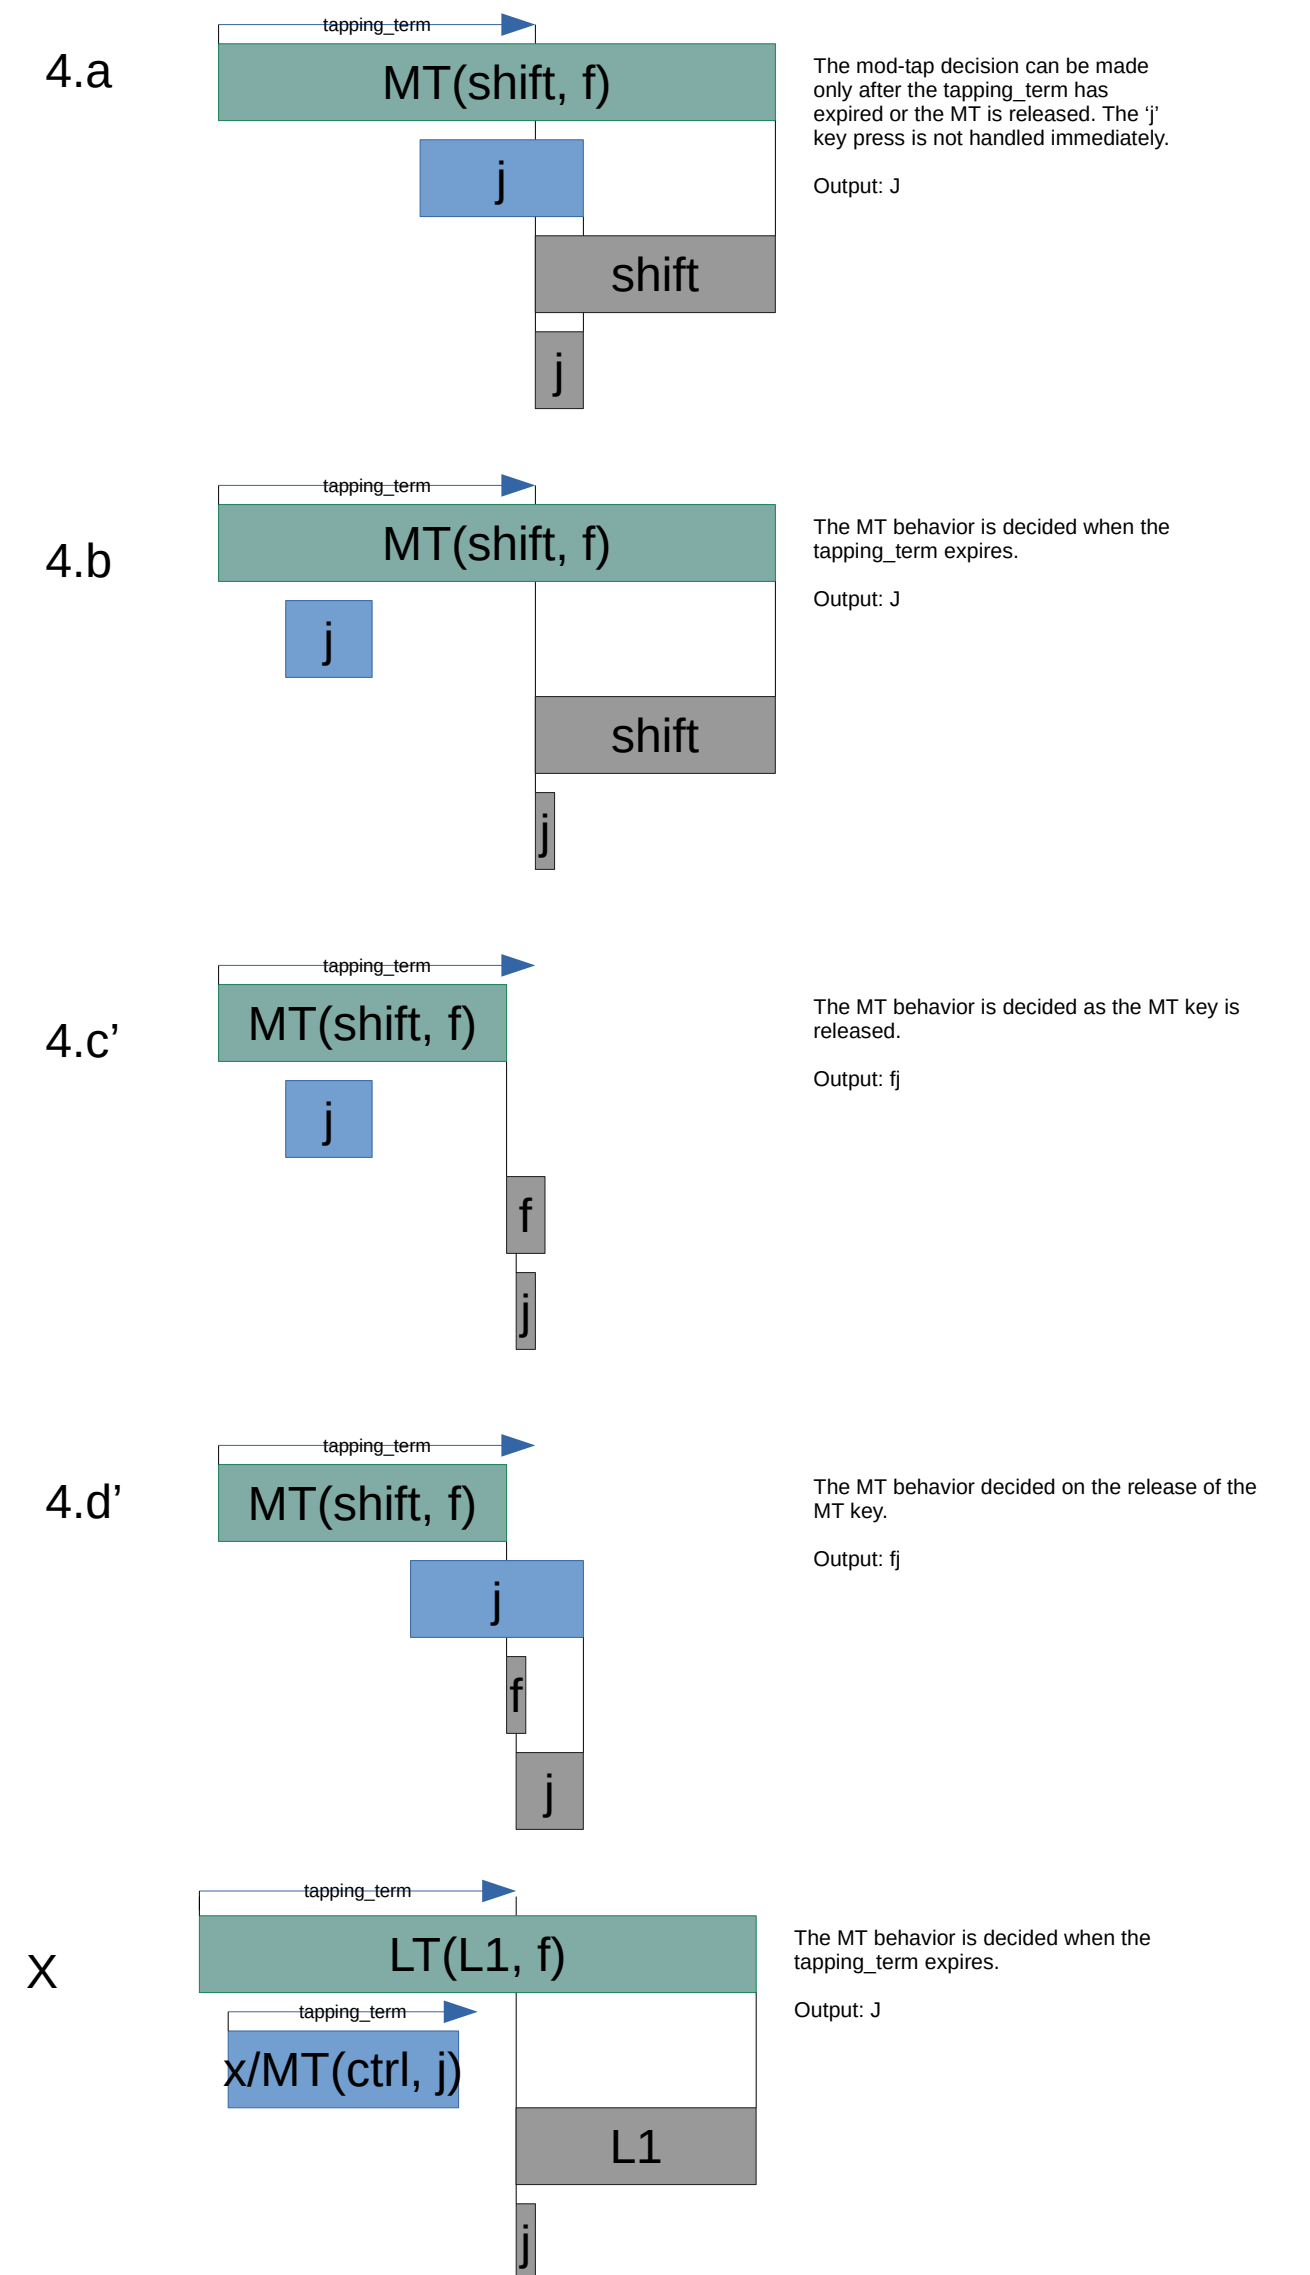 tapping_term
4.a
MT(shift, f)
The mod-tap decision can be made
only after the tapping_term has
expired or the MT is released. The ‘j’
key press is not handled immediately.
Output: J
j
shift
j
tapping_term
4.b
MT(shift, f)
The MT behavior is decided when the
tapping_term expires.
Output: J
j
shift
j
tapping_term
4.c’
MT(shift, f)
The MT behavior is decided as the MT key is
released.
Output: fj
j
f
j
tapping_term
4.d’
MT(shift, f)
The MT behavior decided on the release of the
MT key.
Output: fj
j
f
j
tapping_term
X
LT(L1, f)
The MT behavior is decided when the
tapping_term expires.
Output: J
tapping_term
x/MT(ctrl, j)
L1
j